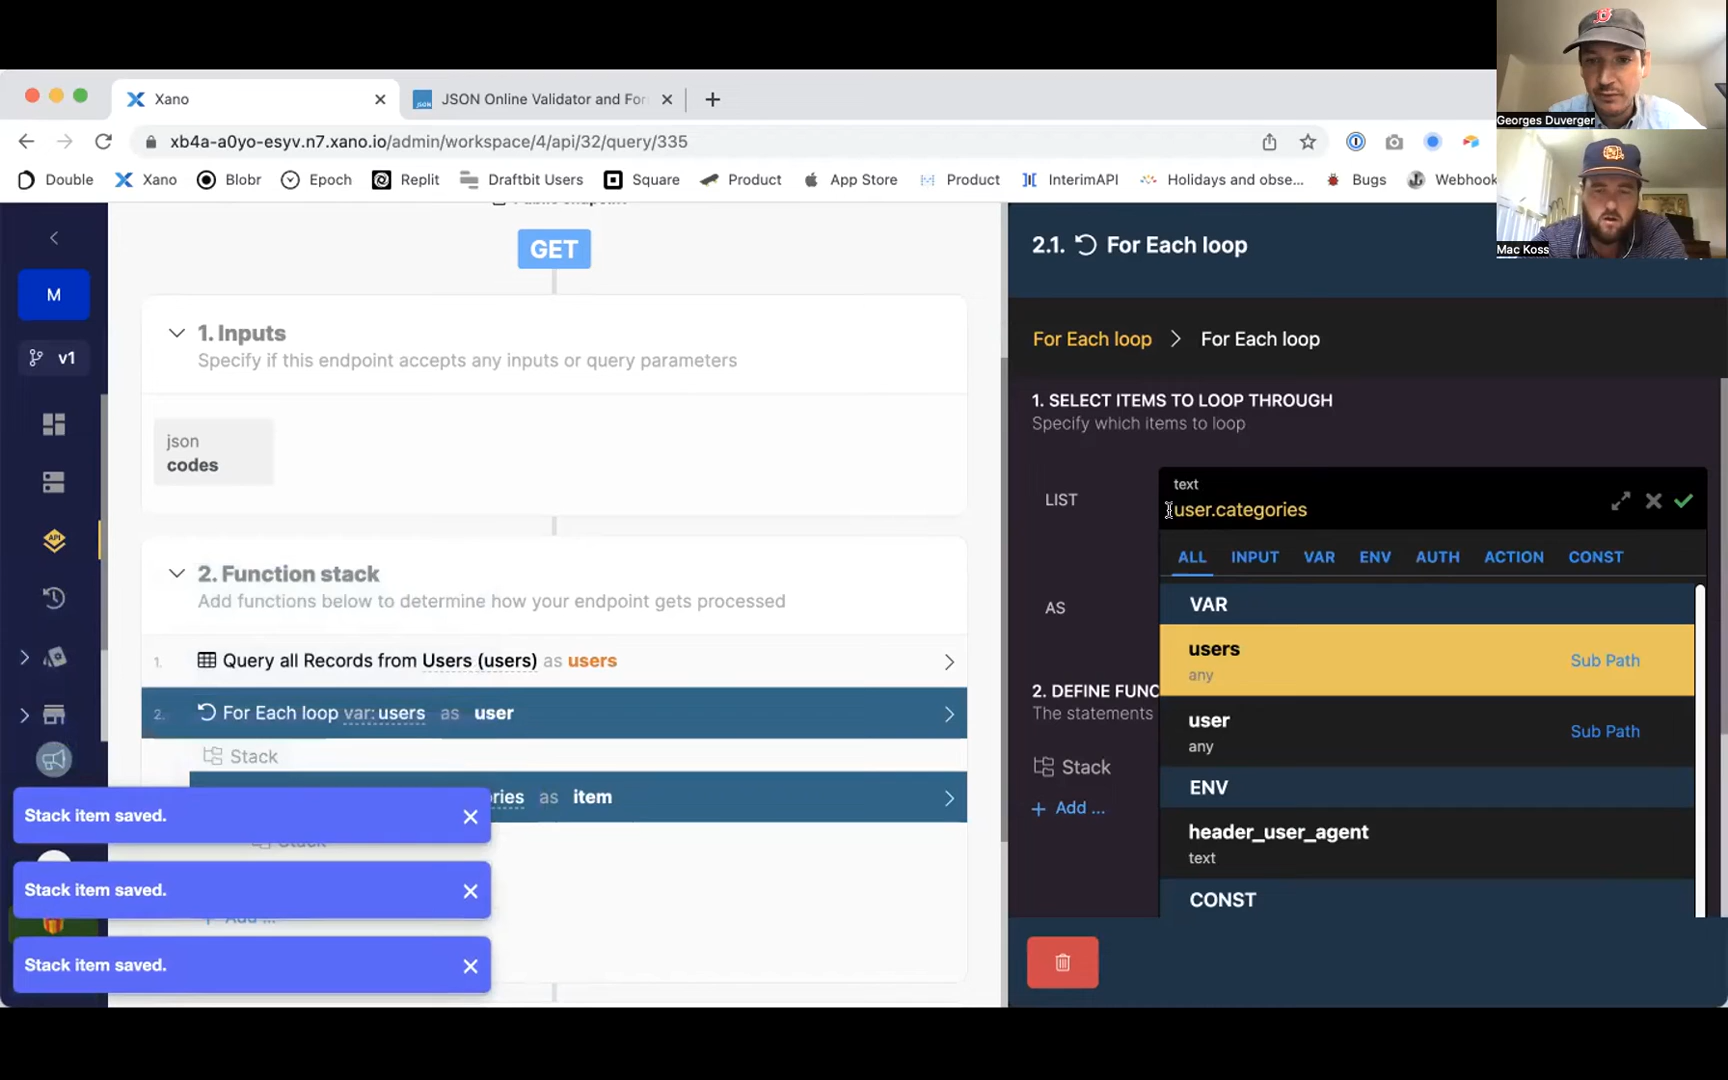 Xano
JSON Online Validator and For
xb4a-a0yo-esyv.n7.xano.io/admin/workspace/4/api/32/query/335
Double
Xano
Blobr
Epoch
Replit
Draftbit Users
Square
Product
App Store
Product
InterimAPI
Holidays and obse...
Bugs
Webhook
Georges Duverger
Mac Koss
M
v1
GET
1. Inputs
Specify if this endpoint accepts any inputs or query parameters
json
codes
2. Function stack
Add functions below to determine how your endpoint gets processed
1. Query all Records from Users (users) as users
2. For Each loop var: users as user
Stack
ries as item
Stack
Add ...
Stack item saved.
Stack item saved.
Stack item saved.
2.1. For Each loop
For Each loop > For Each loop
1. SELECT ITEMS TO LOOP THROUGH
Specify which items to loop
LIST
text
user.categories
ALL INPUT VAR ENV AUTH ACTION CONST
AS
VAR
users
any
Sub Path
user
any
Sub Path
ENV
header_user_agent
text
CONST
2. DEFINE FUNC
The statements
Stack
+ Add ...